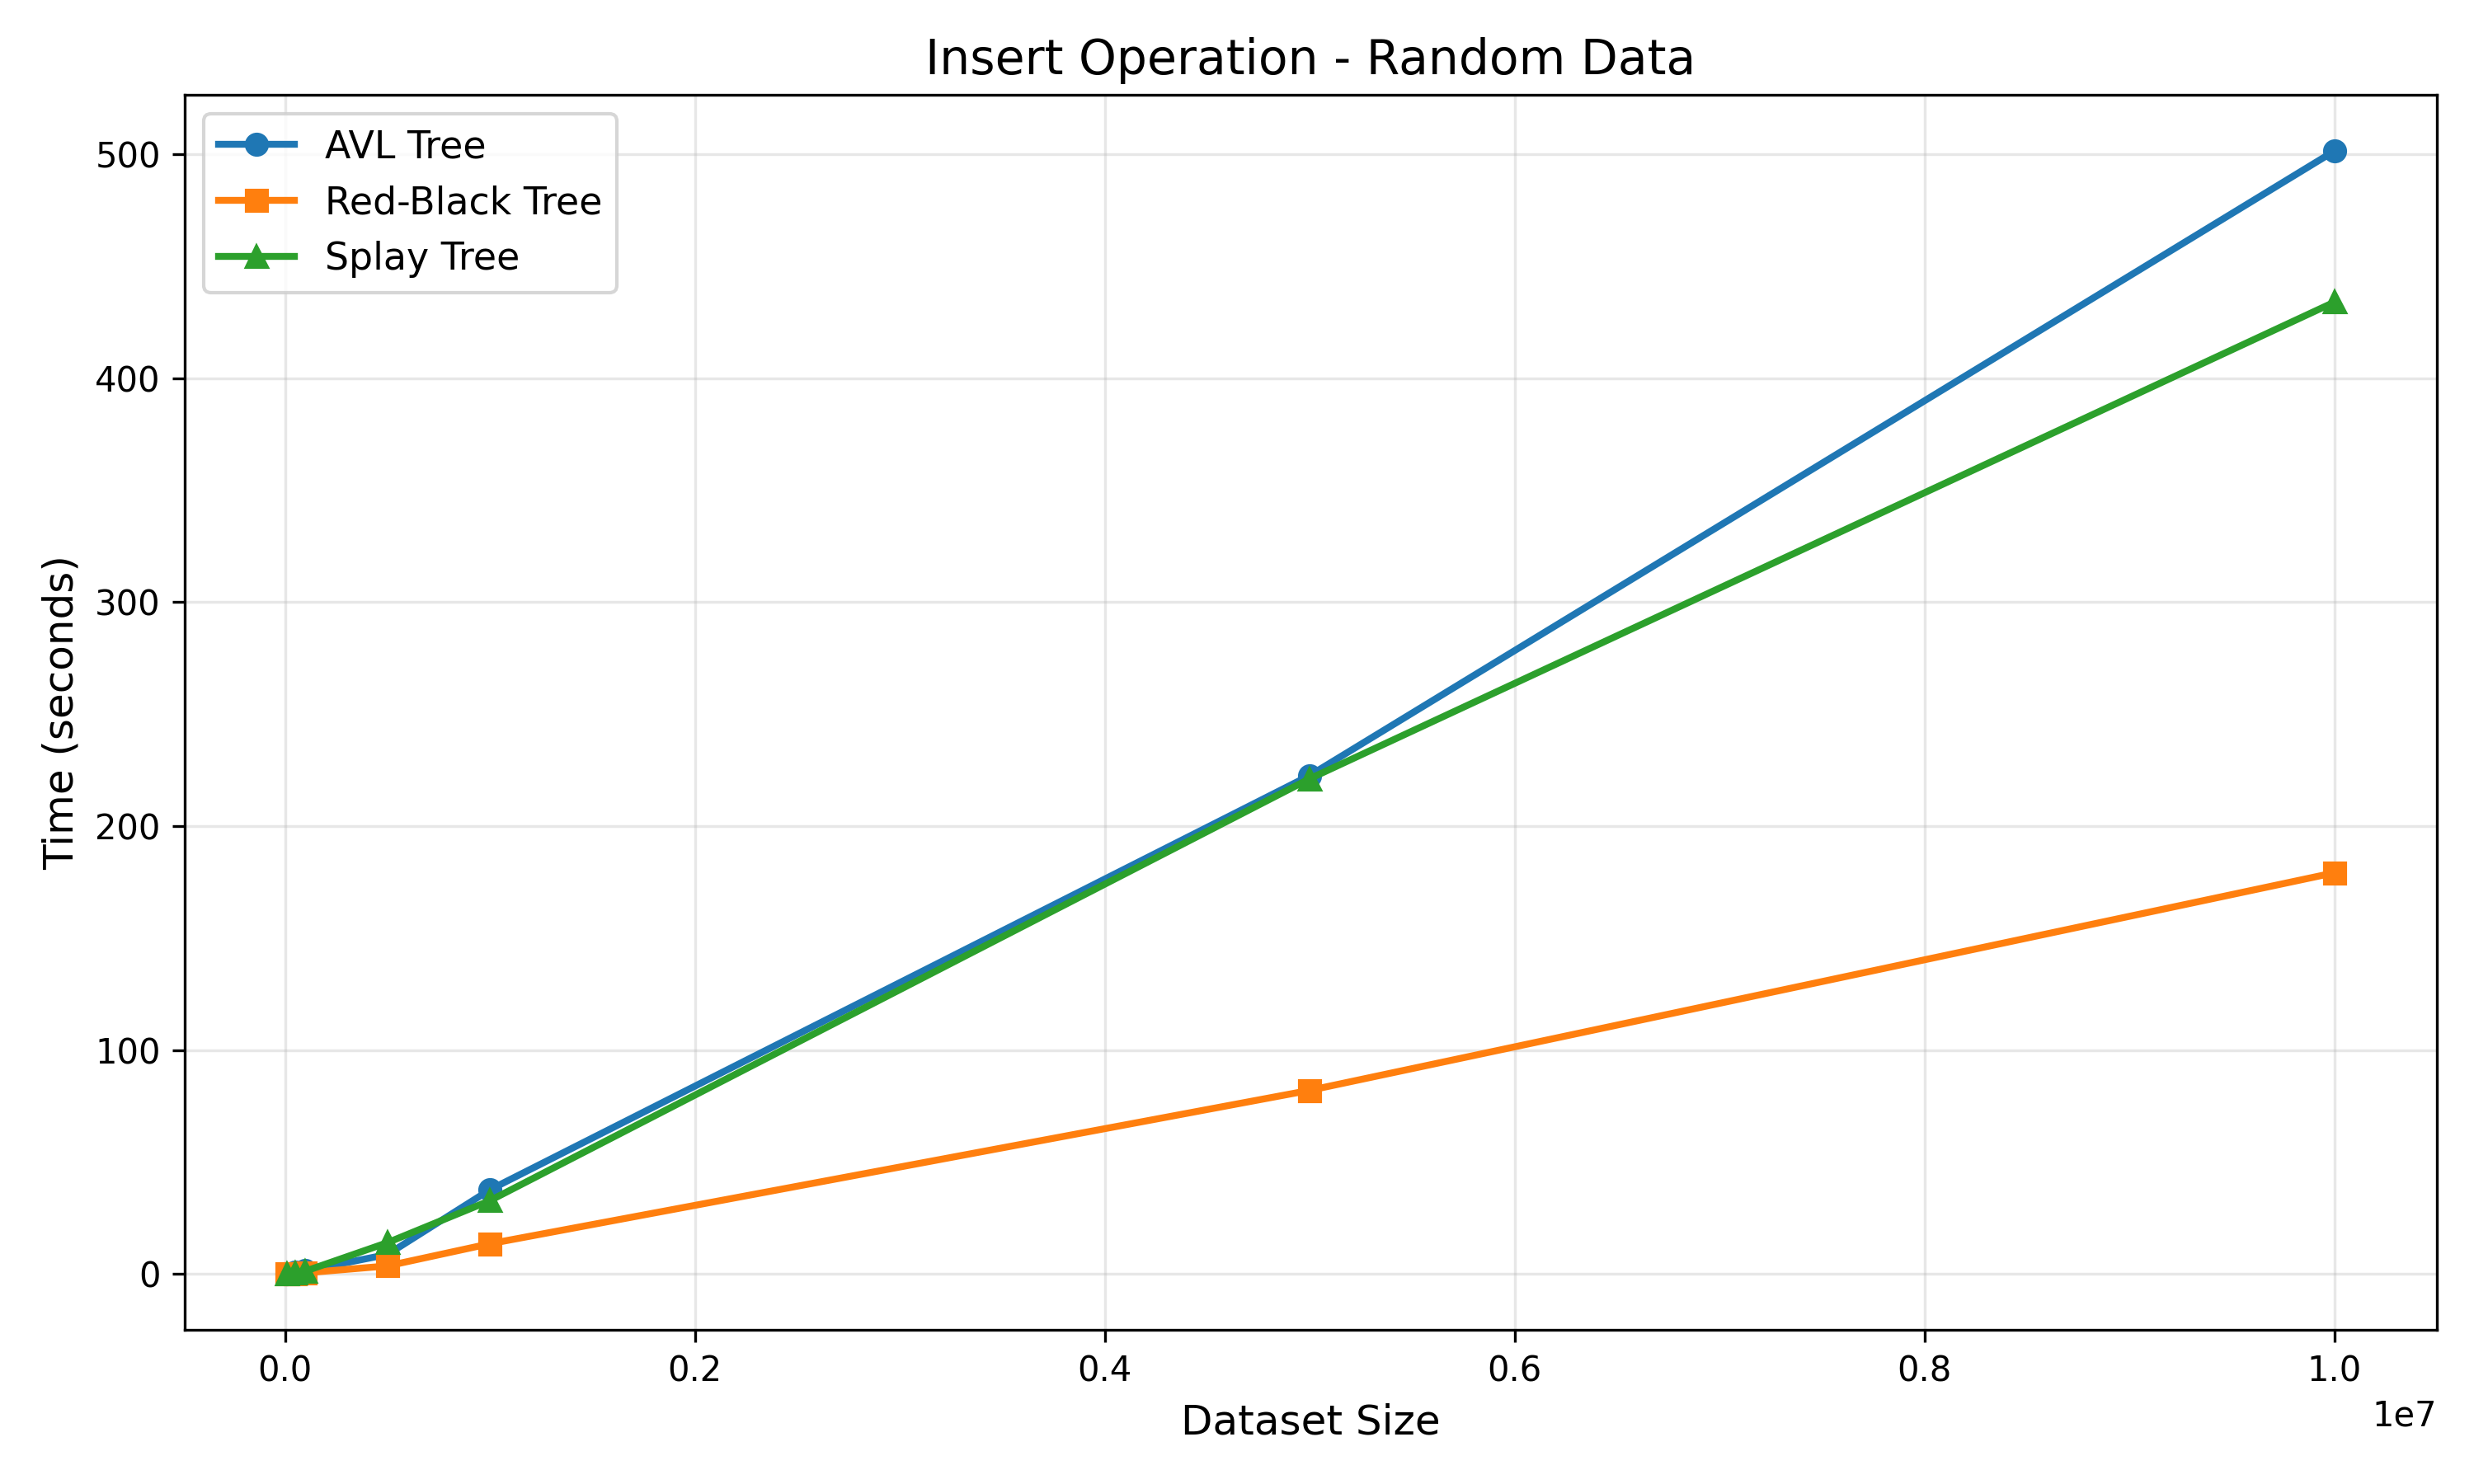 Insert Operation - Random Data
AVL Tree
Red-Black Tree
Splay Tree
Time (seconds)
500
400
300
200
100
0
0.0 0.2 0.4 0.6 0.8 1.0
1e7
Dataset Size